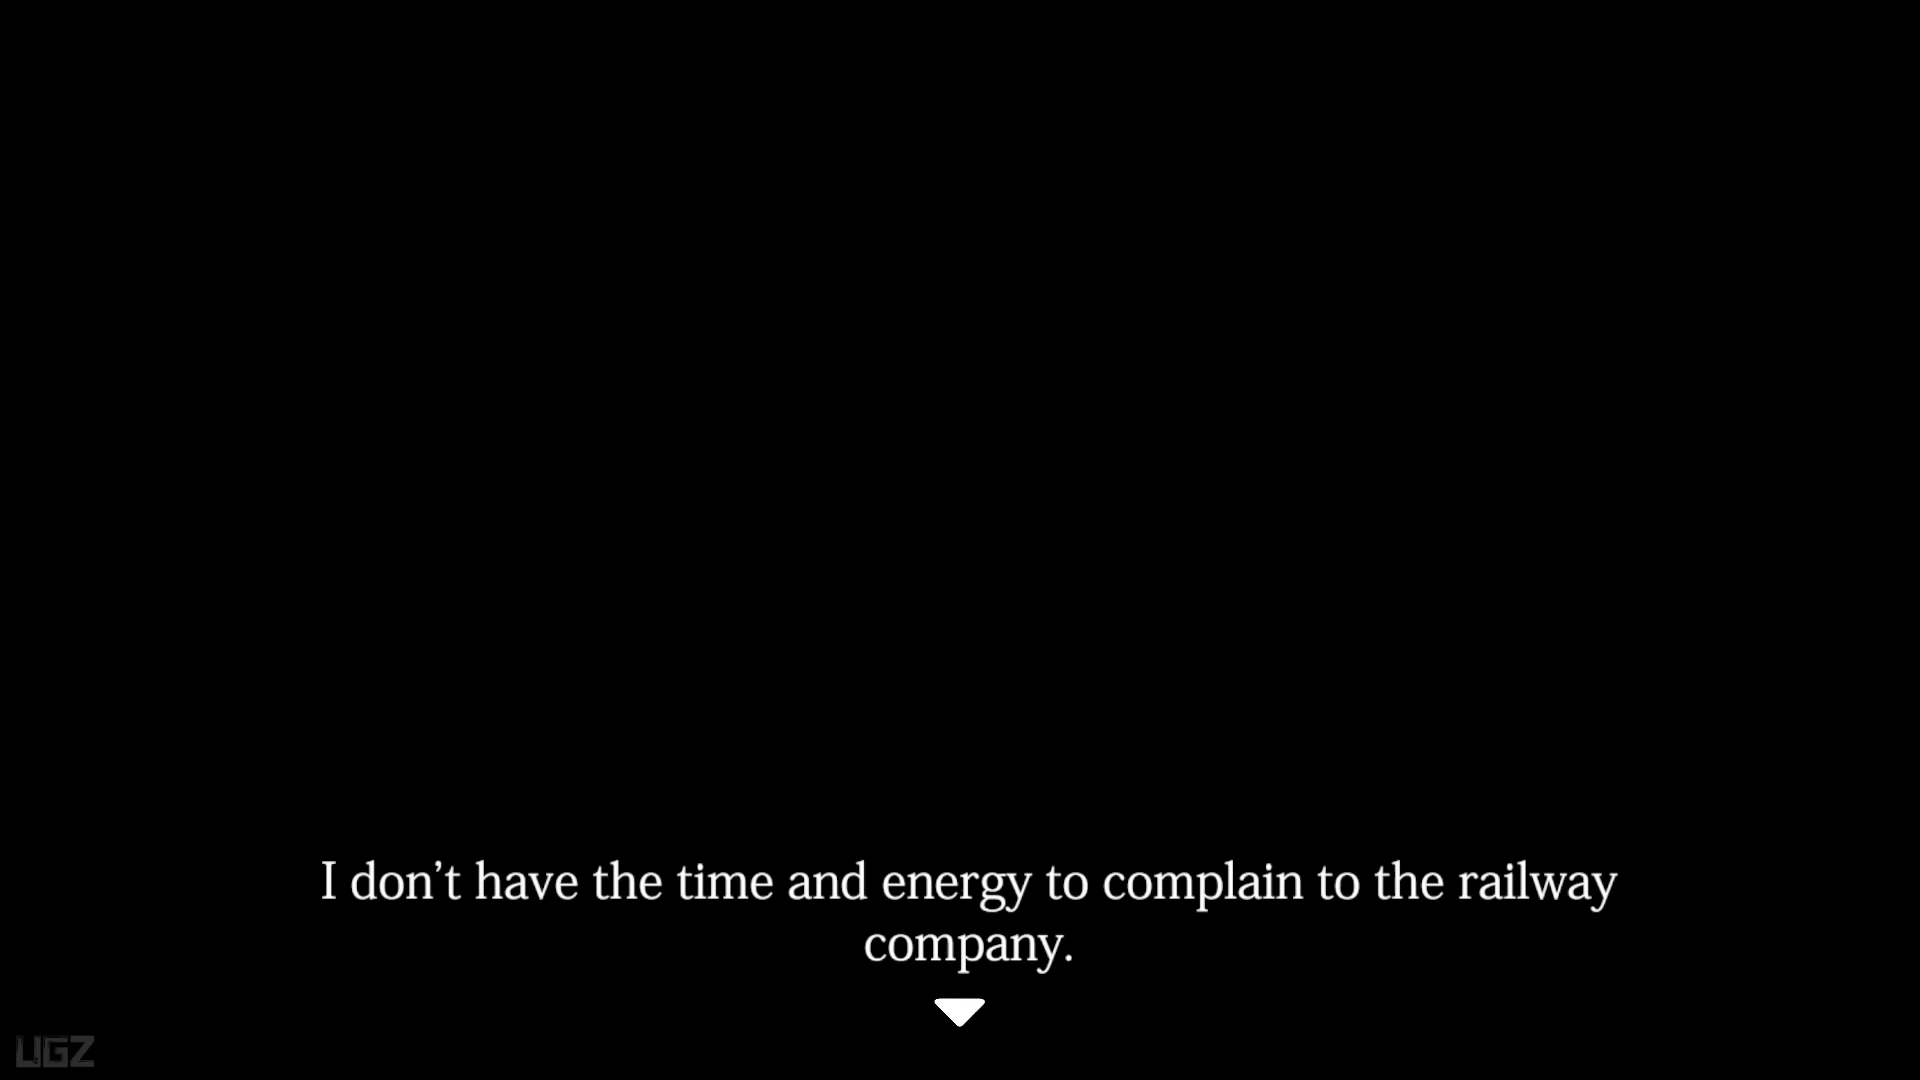 I don’t have the time and energy to complain to the railway
company.
UGZ